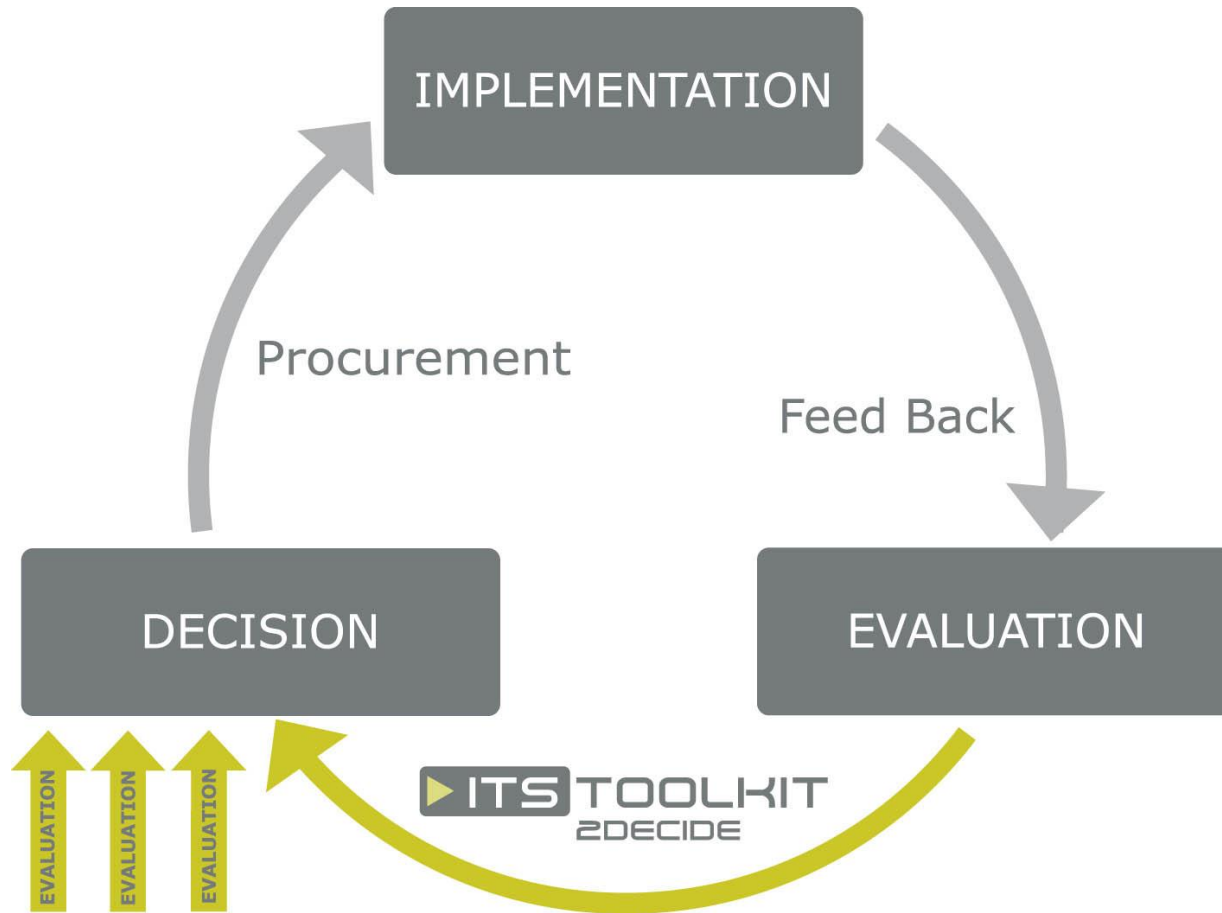 IMPLEMENTATION
Procurement
Feed Back
DECISION
EVALUATION
ITS TOOLKIT
2DECIDE
EVALUATION
EVALUATION
EVALUATION